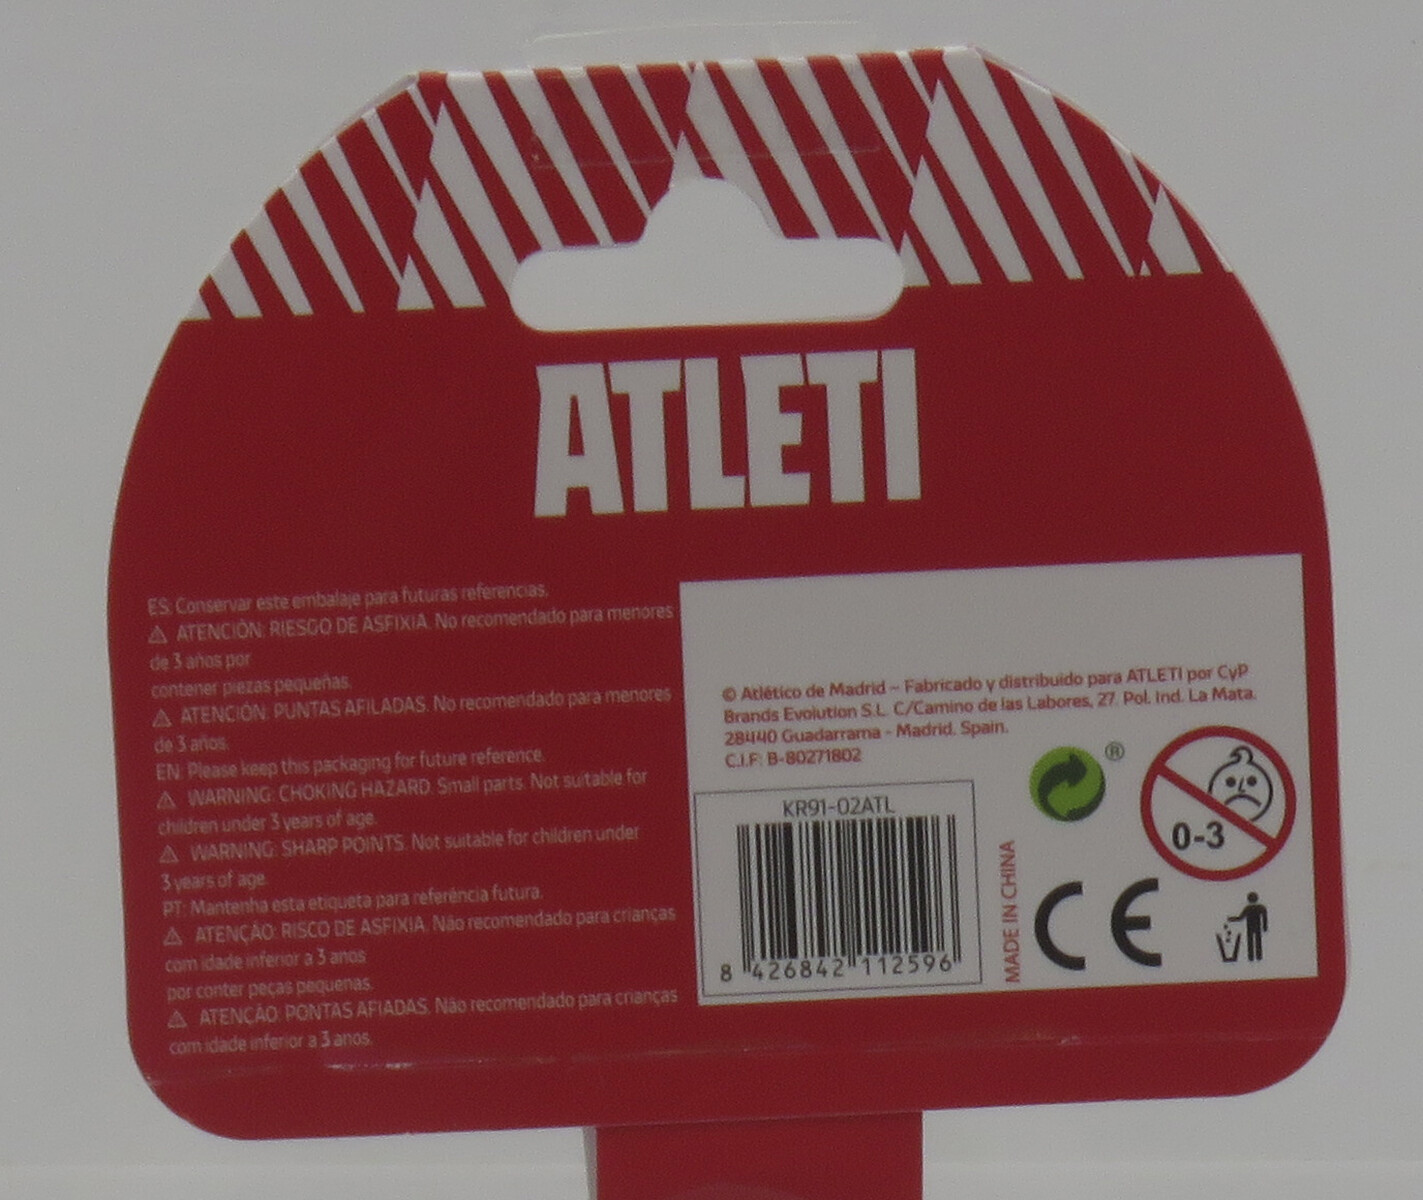 ATLETI
ES: Conservar este embalaje para futuras referencias.
⚠ ATENCIÓN: RIESGO DE ASFIXIA. No recomendado para menores
de 3 años por
contener piezas pequeñas.
⚠ ATENCIÓN: PUNTAS AFILADAS. No recomendado para menores
de 3 años.
EN: Please keep this packaging for future reference.
⚠ WARNING: CHOKING HAZARD. Small parts. Not suitable for
children under 3 years of age.
⚠ WARNING: SHARP POINTS. Not suitable for children under
3 years of age.
PT: Mantenha esta etiqueta para referência futura.
⚠ ATENÇÃO: RISCO DE ASFIXIA. Não recomendado para crianças
com idade inferior a 3 anos
por conter peças pequenas.
⚠ ATENÇÃO: PONTAS AFIADAS. Não recomendado para crianças
com idade inferior a 3 anos.
© Atlético de Madrid – Fabricado y distribuido para ATLETI por CyP
Brands Evolution S.L. C/Camino de las Labores, 27. Pol. Ind. La Mata.
28440 Guadarrama - Madrid. Spain.
C.I.F: B-80271802
®
KR91-02ATL
8 426842 112596
MADE IN CHINA
0-3
CE